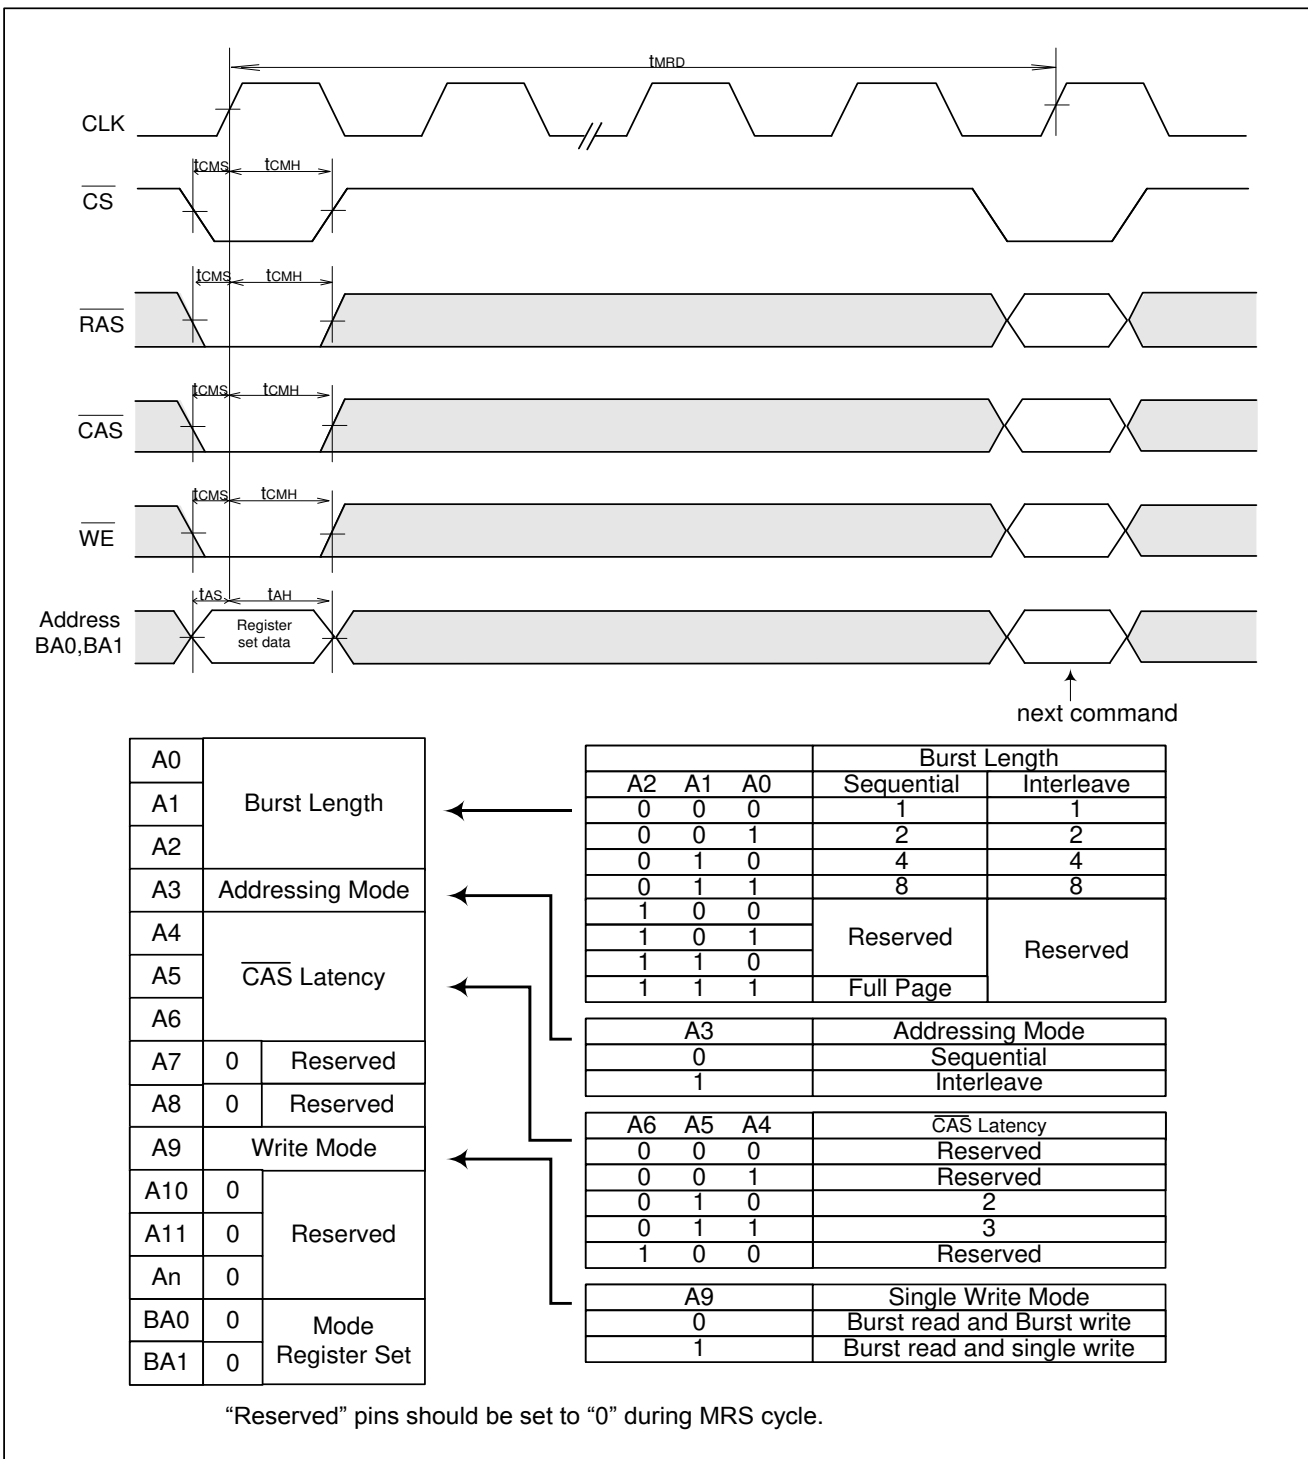 tMRD
CLK
tCMS tCMH
CS
tCMS tCMH
RAS
tCMS tCMH
CAS
tCMS tCMH
WE
tAS tAH
Address
BA0,BA1
Register
set data
next command
A0
A1
A2
Burst Length
A3 Addressing Mode
A4
A5
A6
CAS Latency
A7 0 Reserved
A8 0 Reserved
A9 Write Mode
A10 0
A11 0
An 0
Reserved
BA0 0
BA1 0
Mode
Register Set
Burst Length
A2 A1 A0 Sequential Interleave
0 0 0 1 1
0 0 1 2 2
0 1 0 4 4
0 1 1 8 8
1 0 0
1 0 1
1 1 0
Reserved
Reserved
1 1 1 Full Page
A3 Addressing Mode
0 Sequential
1 Interleave
A6 A5 A4 CAS Latency
0 0 0 Reserved
0 0 1 Reserved
0 1 0 2
0 1 1 3
1 0 0 Reserved
A9 Single Write Mode
0 Burst read and Burst write
1 Burst read and single write
“Reserved” pins should be set to “0” during MRS cycle.